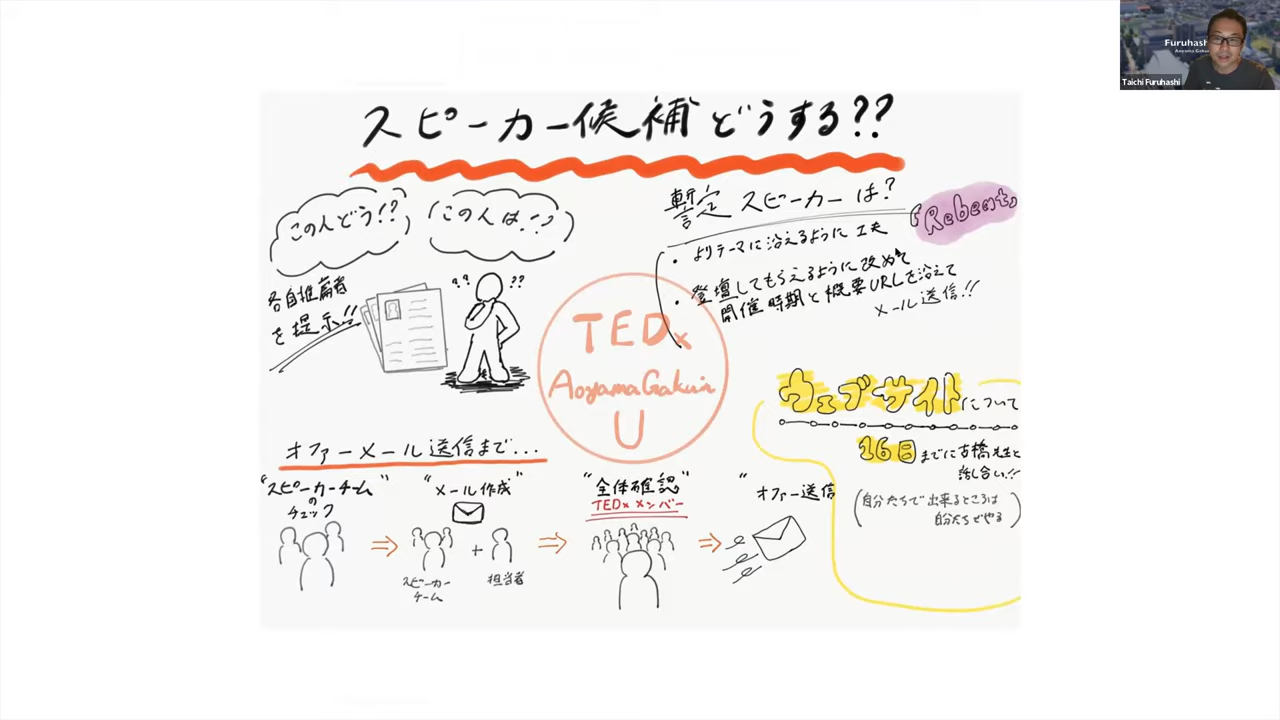 スピーカー候補どうする??
この人どう!?
この人は!?
各自推薦者
を提示!!
??
??
暫定 スピーカーは?
「Rebeat」
・よりテーマに沿えるように 工夫
・登壇してもらえるように改めて
開催時期と概要URLを沿えて
メール送信!!
TEDx
AoyamaGakuin
U
ウェブサイトについて
16日までに古橋先生と
話し合い!!
(自分たちで出来るところは
自分たちでやる)
オファーメール送信まで...
"スピーカーチーム"
の
チェック
"メール作成"
スピーカー
チーム
+
担当者
"全体確認"
TEDxメンバー
"オファー送信
Furuhash
Aoyama Gaku
Taichi Furuhashi